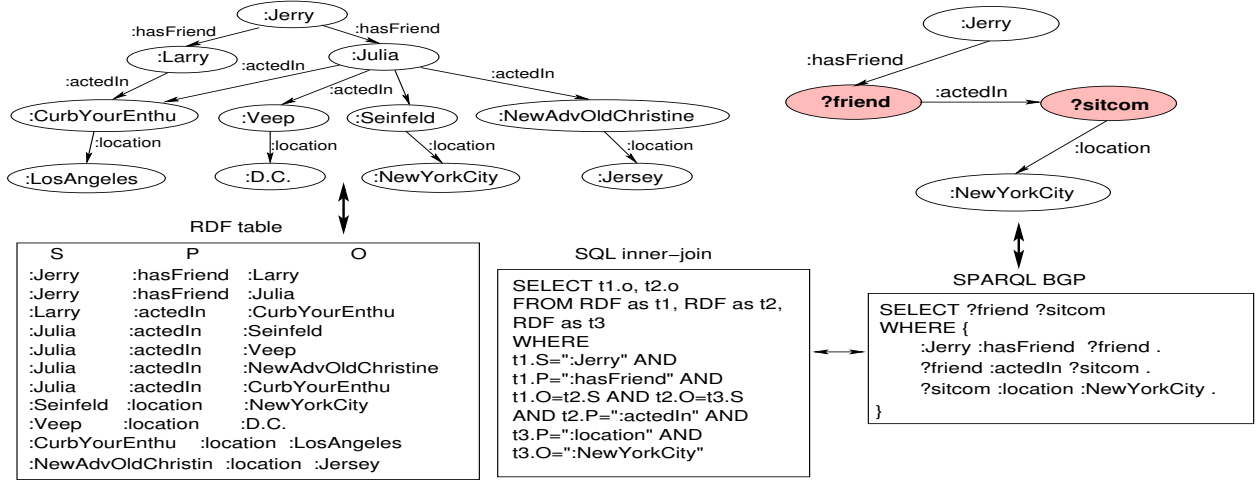 :Jerry
:hasFriend
:hasFriend
:Larry
:Julia
:actedIn
:actedIn
:actedIn
:actedIn
:CurbYourEnthu
:Veep
:Seinfeld
:NewAdvOldChristine
:location
:location
:location
:location
:LosAngeles
:D.C.
:NewYorkCity
:Jersey
:Jerry
:hasFriend
?friend
:actedIn
?sitcom
:location
:NewYorkCity
RDF table
S P O
:Jerry :hasFriend :Larry
:Jerry :hasFriend :Julia
:Larry :actedIn :CurbYourEnthu
:Julia :actedIn :Seinfeld
:Julia :actedIn :Veep
:Julia :actedIn :NewAdvOldChristine
:Julia :actedIn :CurbYourEnthu
:Seinfeld :location :NewYorkCity
:Veep :location :D.C.
:CurbYourEnthu :location :LosAngeles
:NewAdvOldChristin :location :Jersey
SQL inner−join
SELECT t1.o, t2.o
FROM RDF as t1, RDF as t2,
RDF as t3
WHERE
t1.S=":Jerry" AND
t1.P=":hasFriend" AND
t1.O=t2.S AND t2.O=t3.S
AND t2.P=":actedIn" AND
t3.P=":location" AND
t3.O=":NewYorkCity"
SPARQL BGP
SELECT ?friend ?sitcom
WHERE {
:Jerry :hasFriend ?friend .
?friend :actedIn ?sitcom .
?sitcom :location :NewYorkCity .
}